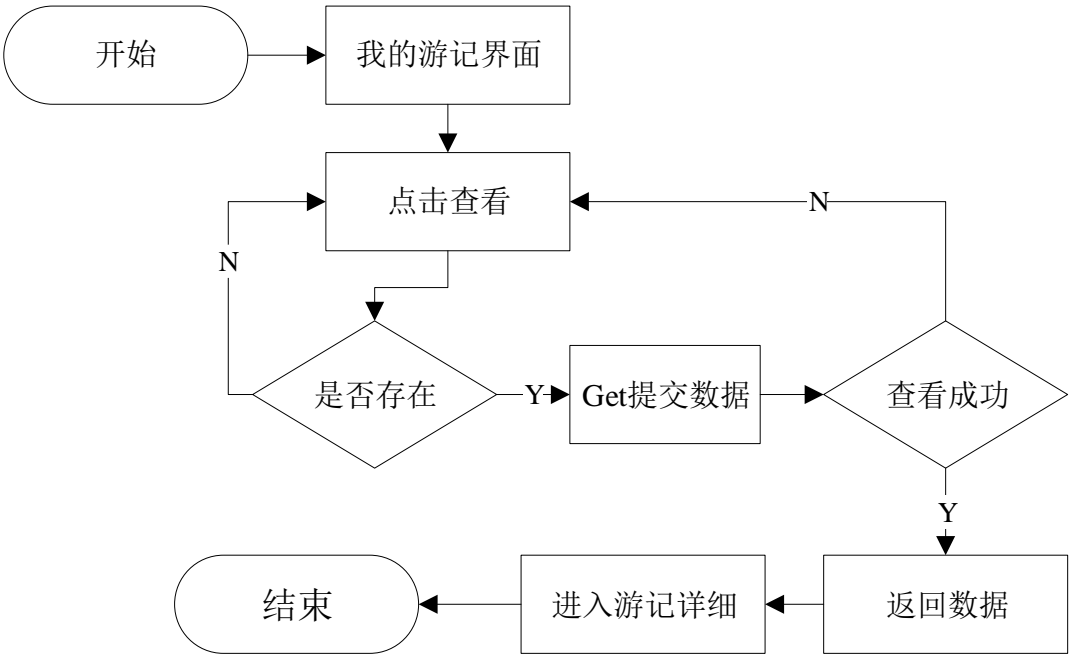 开始
我的游记界面
点击查看
N
N
是否存在
Y
Get提交数据
查看成功
Y
结束
进入游记详细
返回数据